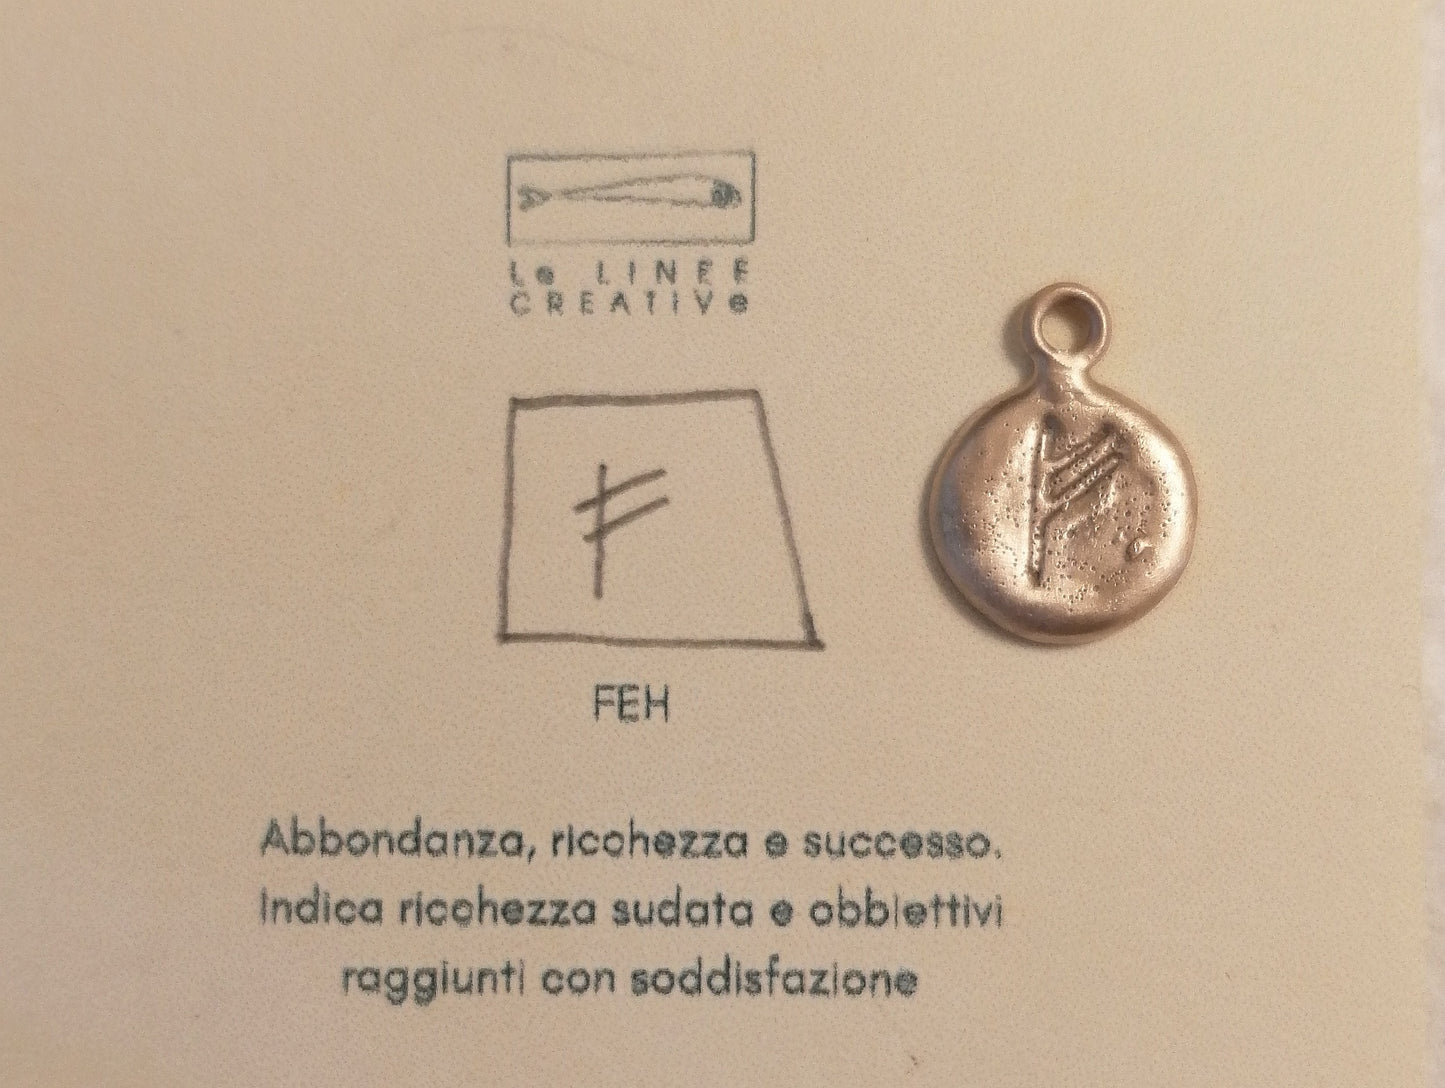 Le LINEE
CREATIVe
FEH
Abbondanza, ricchezza e successo.
Indica ricchezza sudata e obbiettivi
raggiunti con soddisfazione